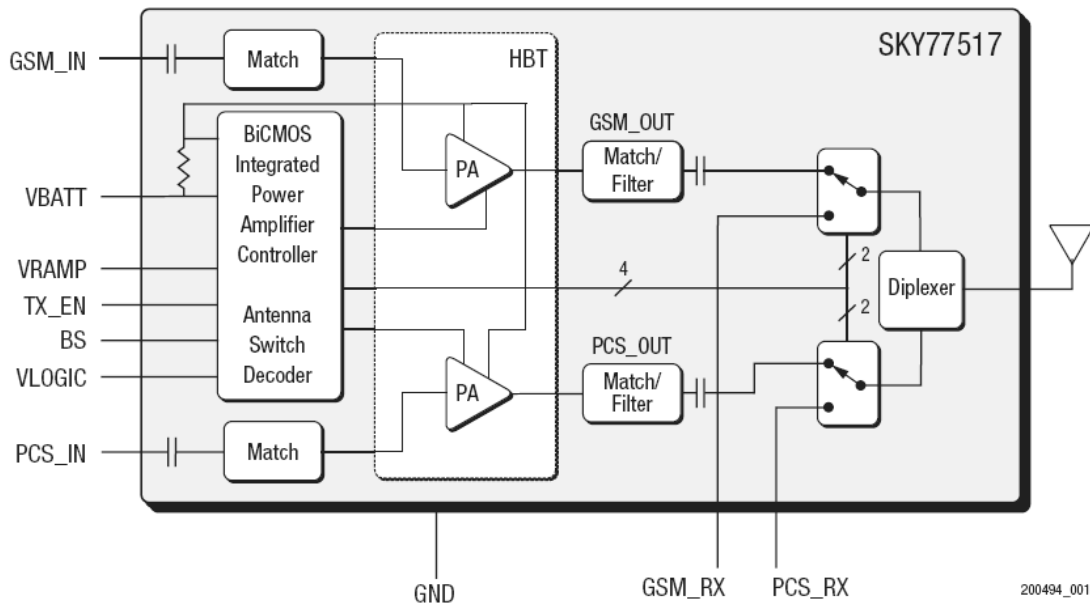 SKY77517
GSM_IN
Match
HBT
BiCMOS
Integrated
Power
Amplifier
Controller
Antenna
Switch
Decoder
VBATT
VRAMP
TX_EN
BS
VLOGIC
PCS_IN
Match
PA
PA
GSM_OUT
Match/
Filter
4
PCS_OUT
Match/
Filter
2
2
Diplexer
GND
GSM_RX
PCS_RX
200494_001